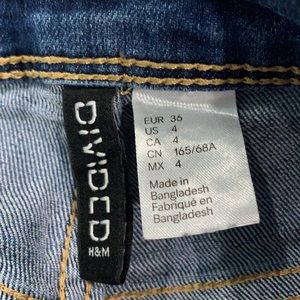 DIVIDED
H&M
EUR 36
US 4
CA 4
CN 165/68A
MX 4
Made in
Bangladesh
Fabriqué en
Bangladesh